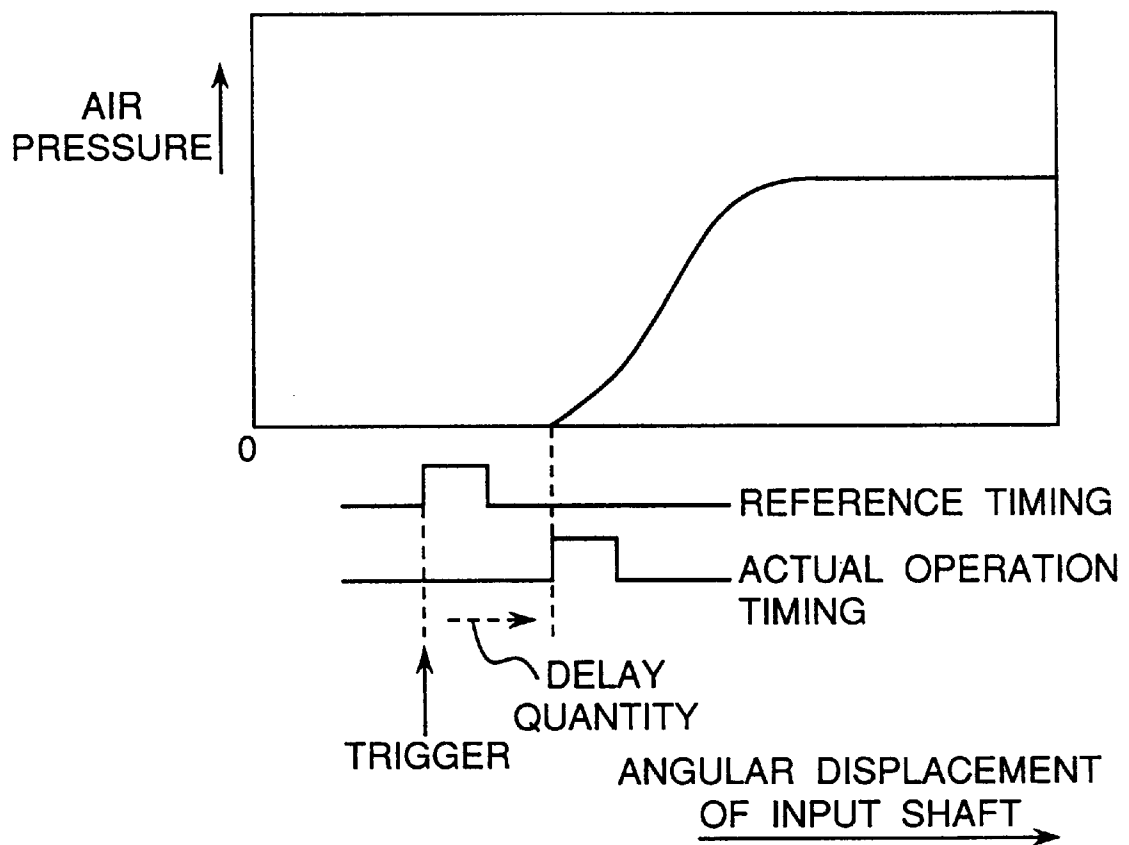 AIR
PRESSURE
0
REFERENCE TIMING
ACTUAL OPERATION
TIMING
DELAY
QUANTITY
TRIGGER
ANGULAR DISPLACEMENT
OF INPUT SHAFT